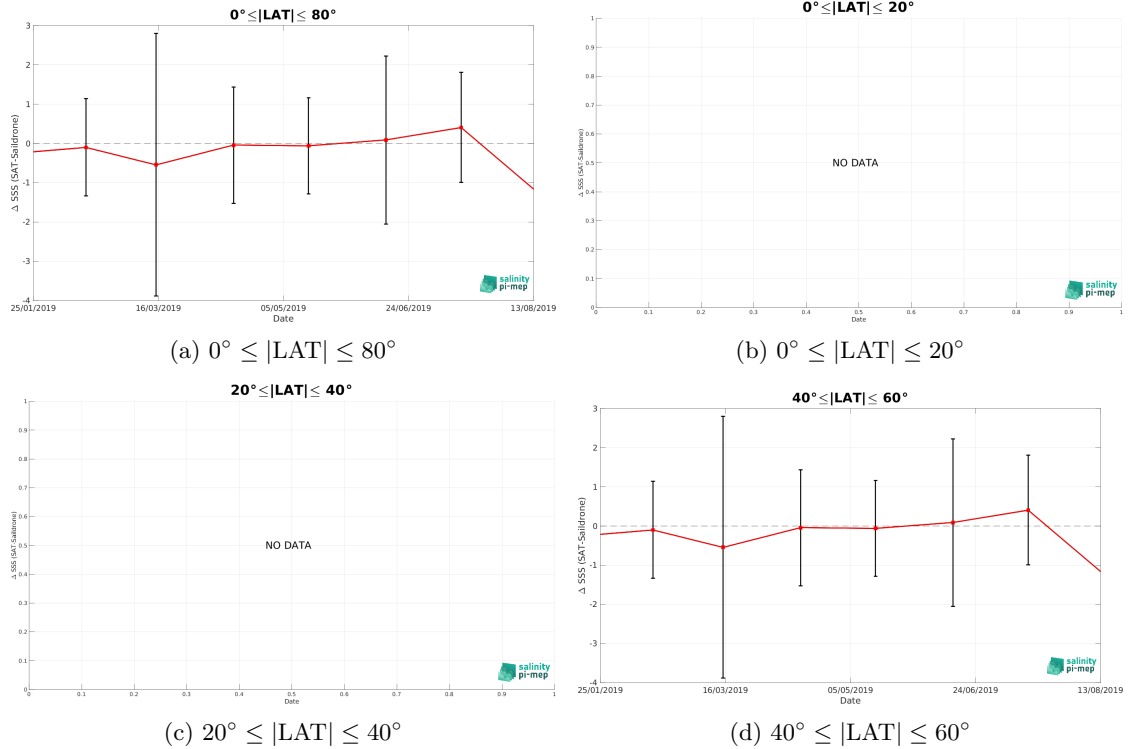 0°≤|LAT|≤ 80°
3
2
1
0
-1
-2
-3
-4
Δ SSS (SAT-Saildrone)
25/01/2019 16/03/2019 05/05/2019 24/06/2019 13/08/2019
Date
salinity
pi-mep
(a) 0° ≤ |LAT| ≤ 80°
0°≤|LAT|≤ 20°
1
0.9
0.8
0.7
0.6
0.5
0.4
0.3
0.2
0.1
0
Δ SSS (SAT-Saildrone)
NO DATA
0 0.1 0.2 0.3 0.4 0.5 0.6 0.7 0.8 0.9 1
Date
salinity
pi-mep
(b) 0° ≤ |LAT| ≤ 20°
20°≤|LAT|≤ 40°
1
0.9
0.8
0.7
0.6
0.5
0.4
0.3
0.2
0.1
0
Δ SSS (SAT-Saildrone)
NO DATA
0 0.1 0.2 0.3 0.4 0.5 0.6 0.7 0.8 0.9 1
Date
salinity
pi-mep
(c) 20° ≤ |LAT| ≤ 40°
40°≤|LAT|≤ 60°
3
2
1
0
-1
-2
-3
-4
Δ SSS (SAT-Saildrone)
25/01/2019 16/03/2019 05/05/2019 24/06/2019 13/08/2019
Date
salinity
pi-mep
(d) 40° ≤ |LAT| ≤ 60°